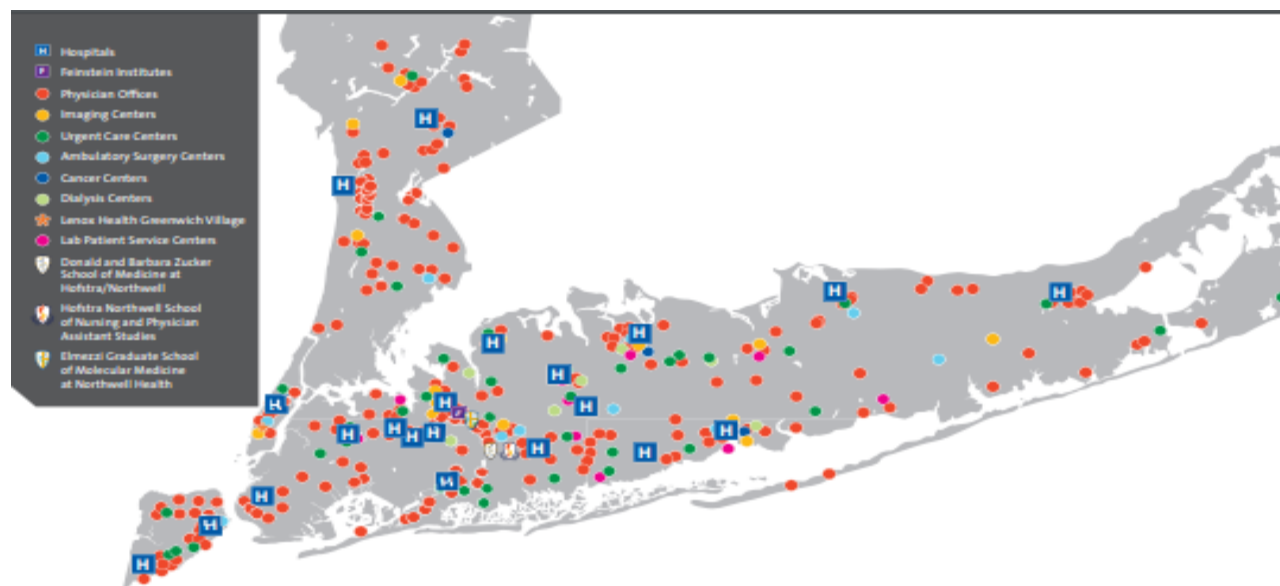 H Hospitals
F Feinstein Institutes
Physician Offices
Imaging Centers
Urgent Care Centers
Ambulatory Surgery Centers
Cancer Centers
Dialysis Centers
Lenox Health Greenwich Village
Lab Patient Service Centers
Donald and Barbara Zucker
School of Medicine at
Hofstra/Northwell
Hofstra Northwell School
of Nursing and Physician
Assistant Studies
Elmezzi Graduate School
of Molecular Medicine
at Northwell Health
H
H
H
H
H
H
H
H
H
H
F
H
H
H
H
H
H
H
H
H
H
H